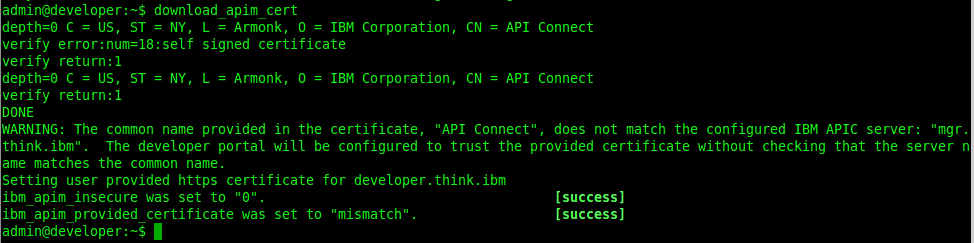 admin@developer:~$ download_apim_cert
depth=0 C = US, ST = NY, L = Armonk, O = IBM Corporation, CN = API Connect
verify error:num=18:self signed certificate
verify return:1
depth=0 C = US, ST = NY, L = Armonk, O = IBM Corporation, CN = API Connect
verify return:1
DONE
WARNING: The common name provided in the certificate, "API Connect", does not match the configured IBM APIC server: "mgr.
think.ibm".  The developer portal will be configured to trust the provided certificate without checking that the server n
ame matches the common name.
Setting user provided https certificate for developer.think.ibm
ibm_apim_insecure was set to "0". [success]
ibm_apim_provided_certificate was set to "mismatch". [success]
admin@developer:~$